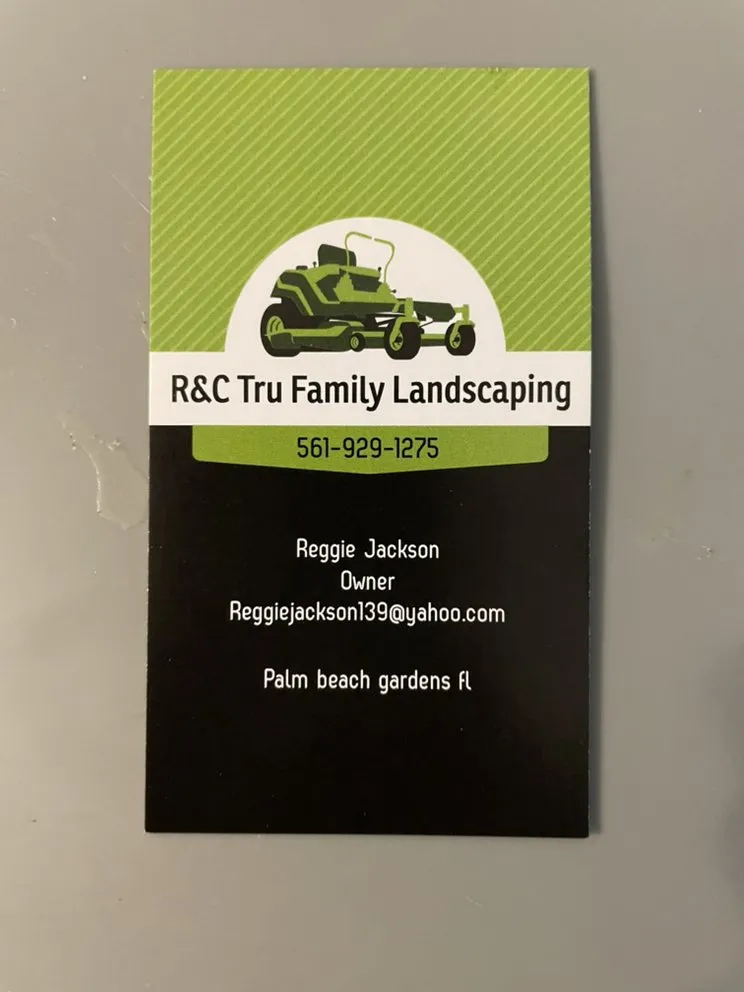 R&C Tru Family Landscaping
561-929-1275
Reggie Jackson
Owner
Reggiejackson139@yahoo.com
Palm beach gardens fl